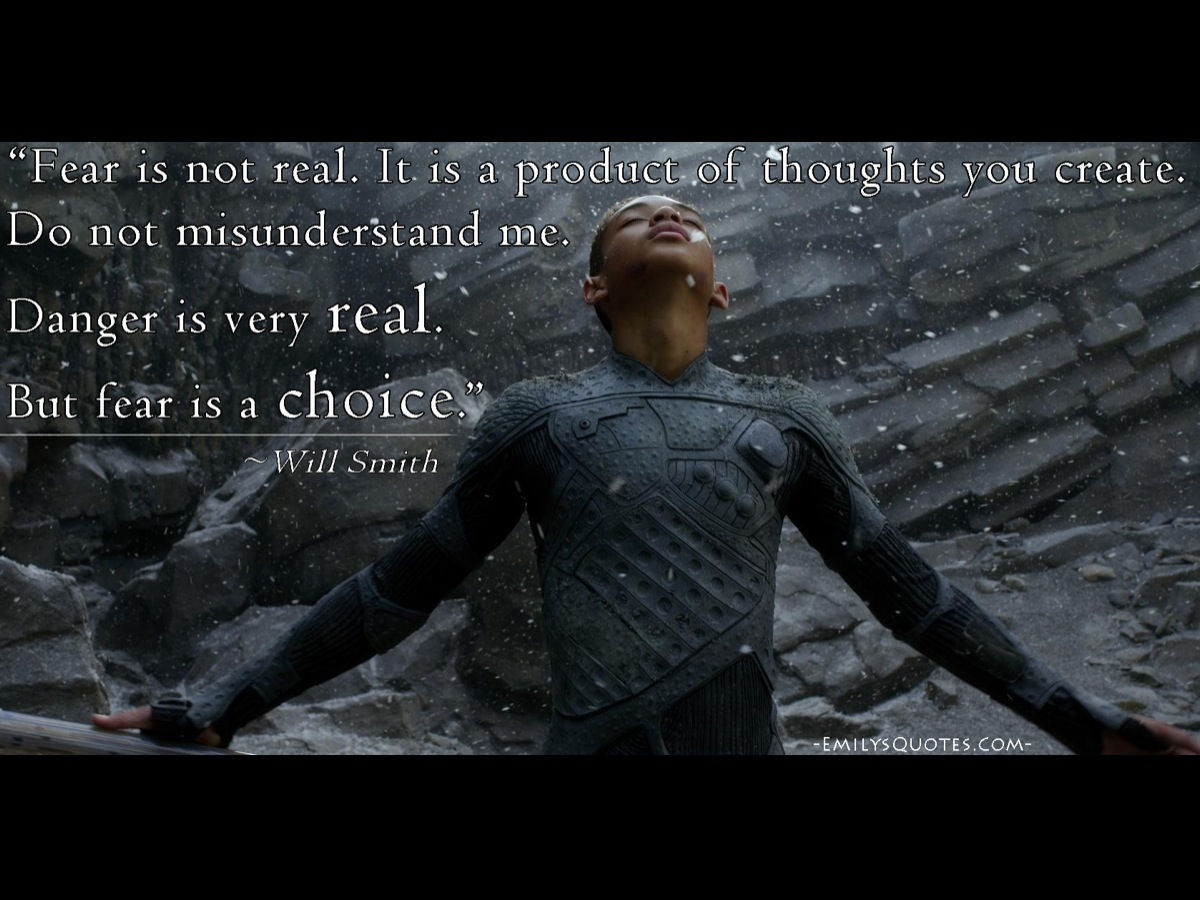 “Fear is not real. It is a product of thoughts you create.
Do not misunderstand me.
Danger is very real.
But fear is a choice.”
~Will Smith
-EmilysQuotes.com-